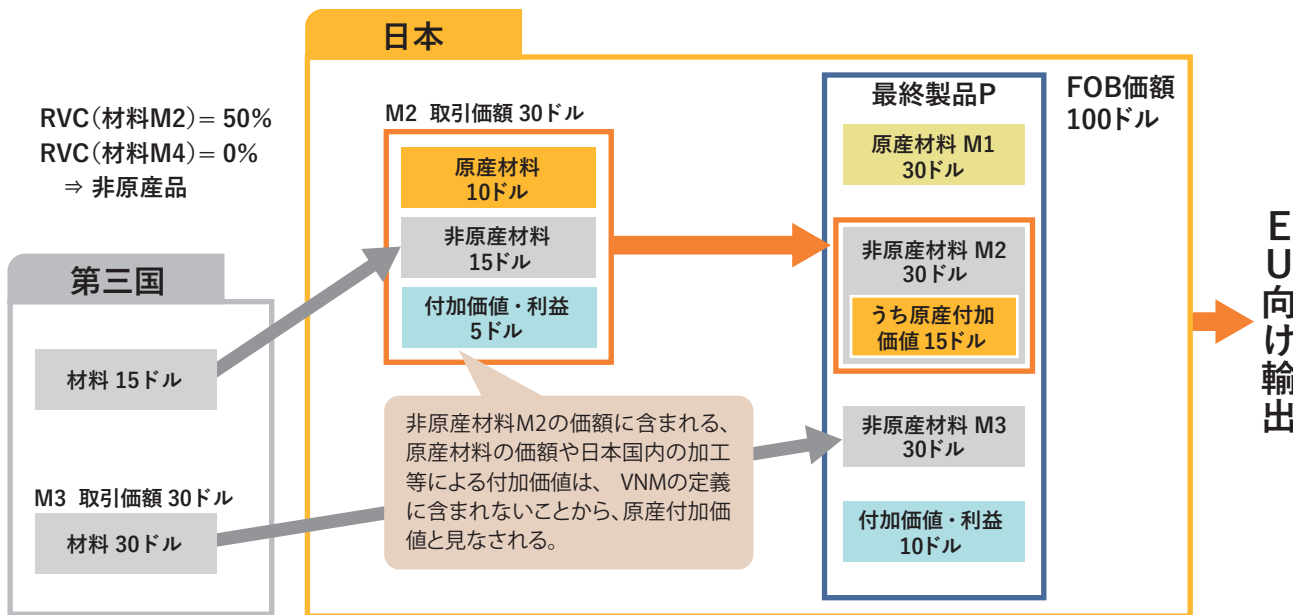 日本
RVC（材料M2）＝ 50%
RVC（材料M4）＝ 0%
⇒ 非原産品
第三国
材料 15ドル
M3 取引価額 30ドル
材料 30ドル
M2 取引価額 30ドル
原産材料
10ドル
非原産材料
15ドル
付加価値・利益
5ドル
非原産材料M2の価額に含まれる、
原産材料の価額や日本国内の加工
等による付加価値は、 VNMの定義
に含まれないことから、原産付加価
値と見なされる。
最終製品P
原産材料 M1
30ドル
非原産材料 M2
30ドル
うち原産付加
価値 15ドル
非原産材料 M3
30ドル
付加価値・利益
10ドル
FOB価額
100ドル
EU向け輸出